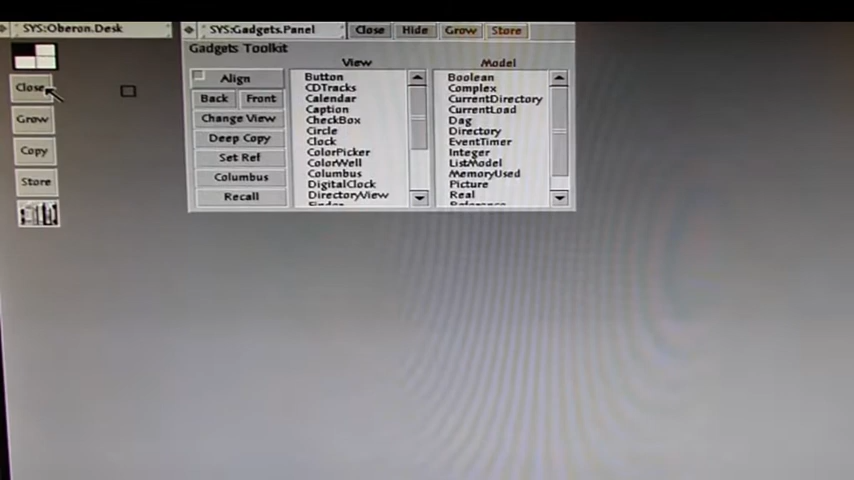 SYS:Oberon.Desk
Close
Grow
Copy
Store
SYS:Gadgets.Panel
Close Hide Grow Store
Gadgets Toolkit
Align
Back Front
Change View
Deep Copy
Set Ref
Columbus
Recall
View
Button
CDTracks
Calendar
Caption
CheckBox
Circle
Clock
ColorPicker
ColorWell
Columbus
DigitalClock
DirectoryView
Finder
Model
Boolean
Complex
CurrentDirectory
CurrentLoad
Dag
Directory
EventTimer
Integer
ListModel
MemoryUsed
Picture
Real
Reference